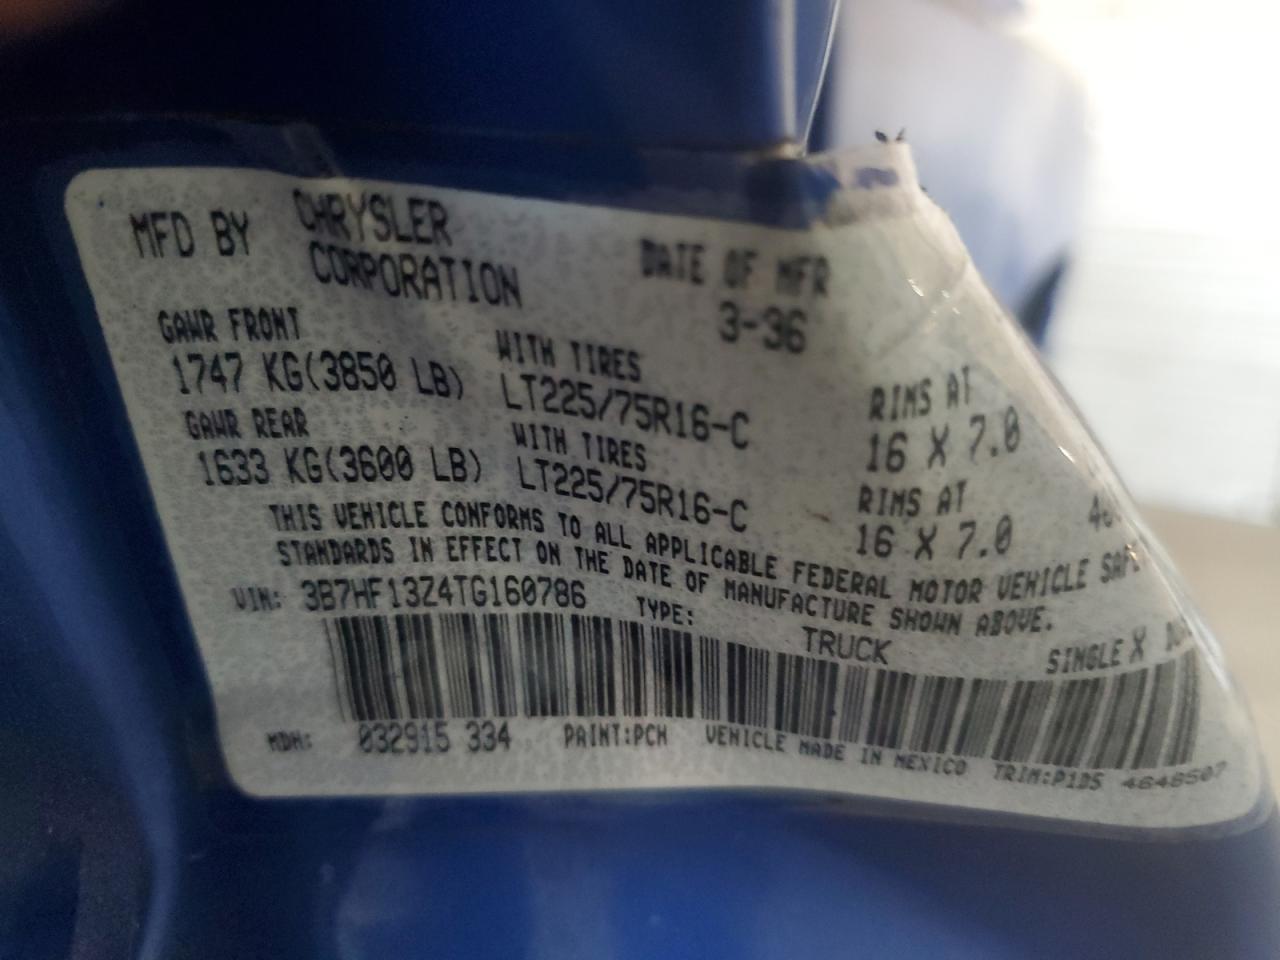 MFD BY CHRYSLER CORPORATION
DATE OF MFR
3-36
GAWR FRONT
1747 KG(3850 LB)
WITH TIRES
LT225/75R16-C
RIMS AT
16 X 7.0
GAWR REAR
1633 KG(3600 LB)
WITH TIRES
LT225/75R16-C
RIMS AT
16 X 7.0
THIS VEHICLE CONFORMS TO ALL APPLICABLE FEDERAL MOTOR VEHICLE
STANDARDS IN EFFECT ON THE DATE OF MANUFACTURE SHOWN ABOVE.
VIN: 3B7HF13Z4TG160786 TYPE: TRUCK SINGLE X
MDH: 032915 334 PAINT:PCH VEHICLE MADE IN MEXICO TRIM:P1DS 4648507